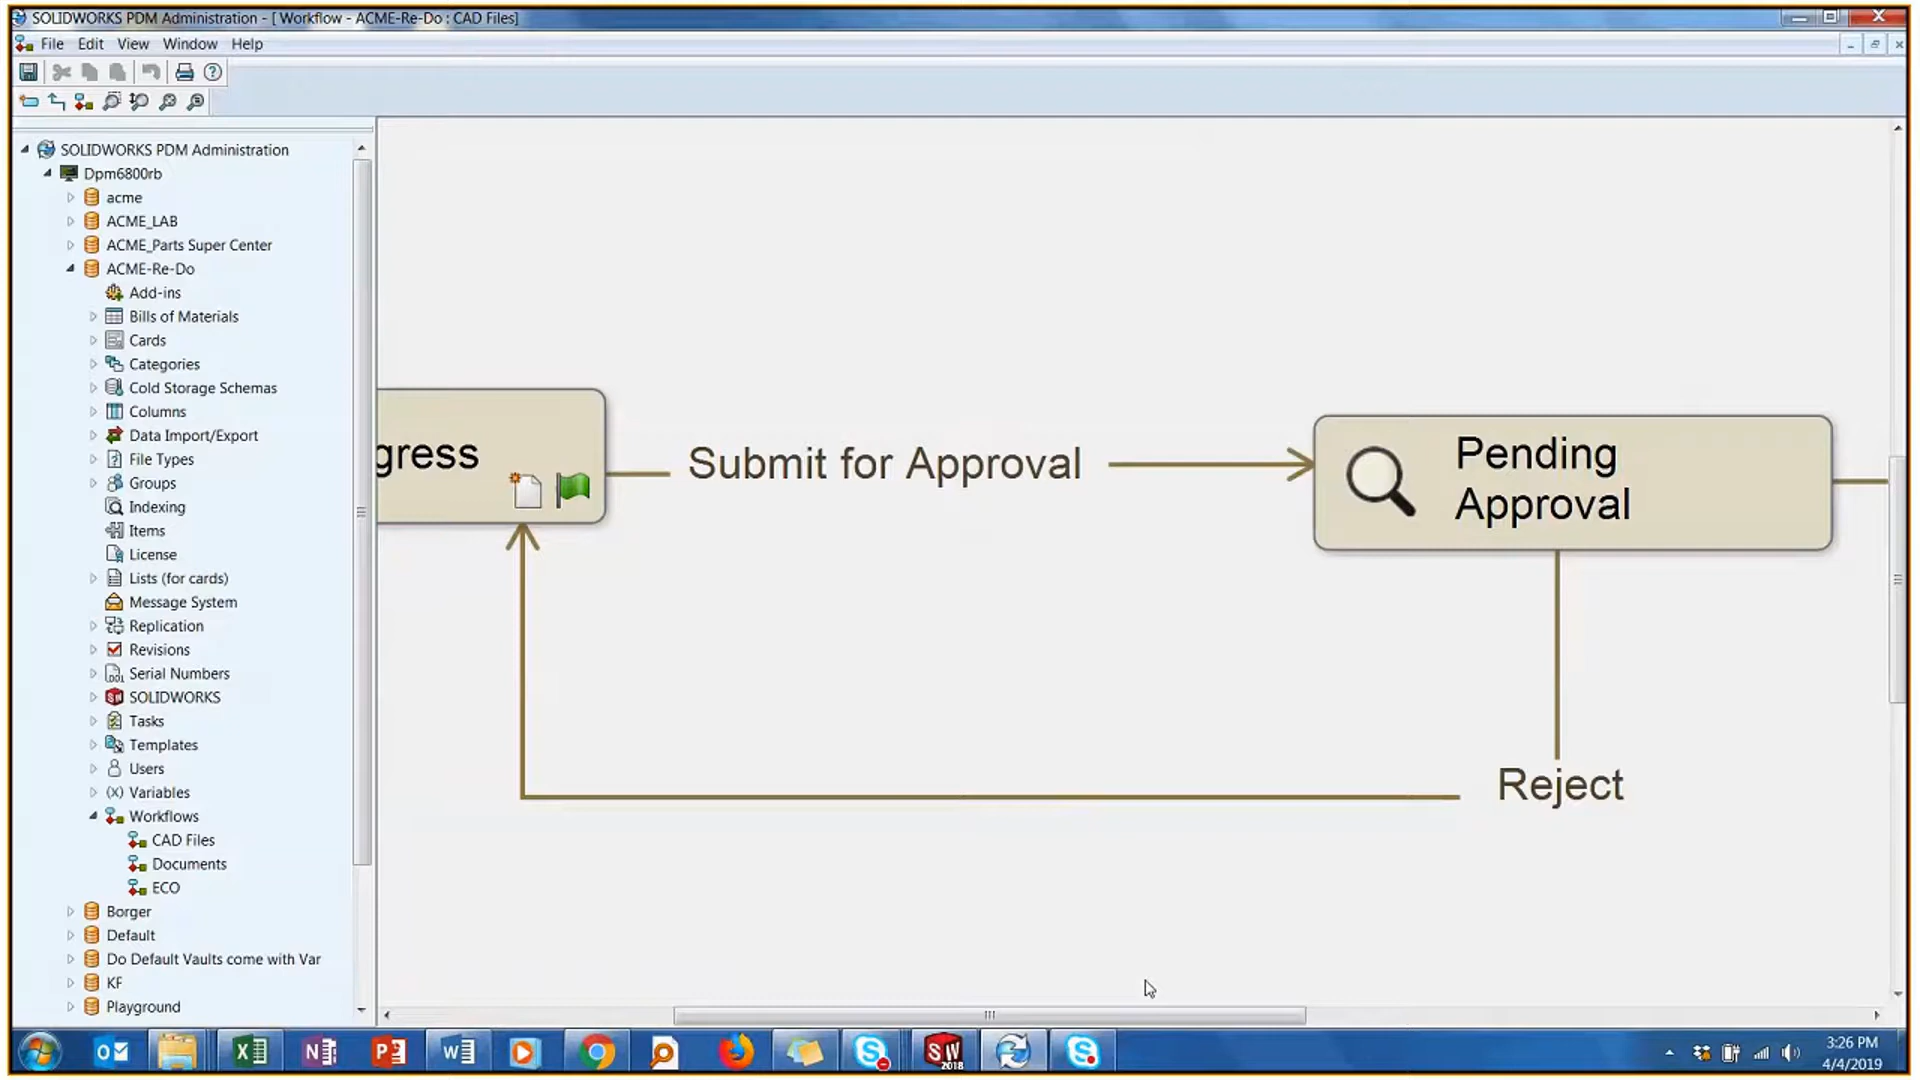 SOLIDWORKS PDM Administration - [ Workflow - ACME-Re-Do : CAD Files]
File Edit View Window Help
SOLIDWORKS PDM Administration
Dpm6800rb
acme
ACME_LAB
ACME_Parts Super Center
ACME-Re-Do
Add-ins
Bills of Materials
Cards
Categories
Cold Storage Schemas
Columns
Data Import/Export
File Types
Groups
Indexing
Items
License
Lists (for cards)
Message System
Replication
Revisions
Serial Numbers
SOLIDWORKS
Tasks
Templates
Users
(x) Variables
Workflows
CAD Files
Documents
ECO
Borger
Default
Do Default Vaults come with Var
KF
Playground
gress
Submit for Approval
Pending
Approval
Reject
SW
2018
3:26 PM
4/4/2019